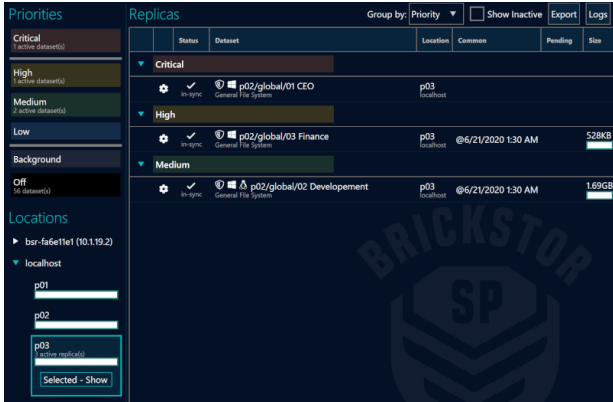 Priorities
Critical
1 active dataset(s)
High
1 active dataset(s)
Medium
2 active dataset(s)
Low
Background
Off
56 dataset(s)
Locations
bsr-fa6e11e1 (10.1.19.2)
localhost
p01
p02
p03
3 active replica(s)
Selected - Show
Replicas
Group by: Priority Show Inactive Export Logs
Status Dataset Location Common Pending Size
Critical
in-sync p02/global/01 CEO p03
General File System localhost
High
in-sync p02/global/03 Finance p03 @6/21/2020 1:30 AM 528KB
General File System localhost
Medium
in-sync p02/global/02 Developement p03 @6/21/2020 1:30 AM 1.69GB
General File System localhost
BRICKSTOR
SP